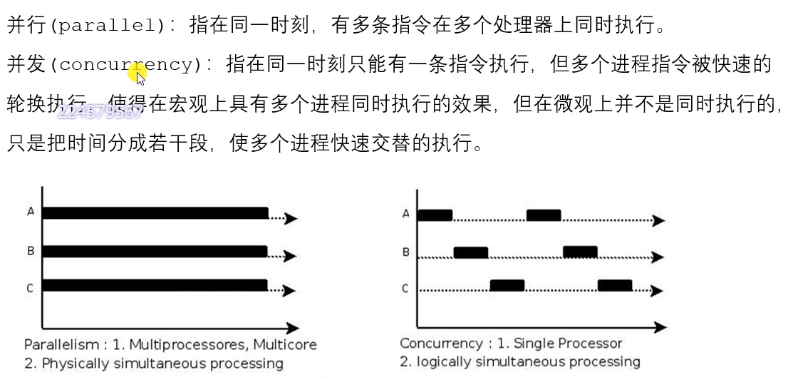 并行(parallel)：指在同一时刻，有多条指令在多个处理器上同时执行。
并发(concurrency)：指在同一时刻只能有一条指令执行，但多个进程指令被快速的
轮换执行，使得在宏观上具有多个进程同时执行的效果，但在微观上并不是同时执行的，
只是把时间分成若干段，使多个进程快速交替的执行。
A
B
C
Parallelism : 1. Multiprocessores, Multicore
2. Physically simultaneous processing
A
B
C
Concurrency : 1. Single Processor
2. logically simultaneous processing